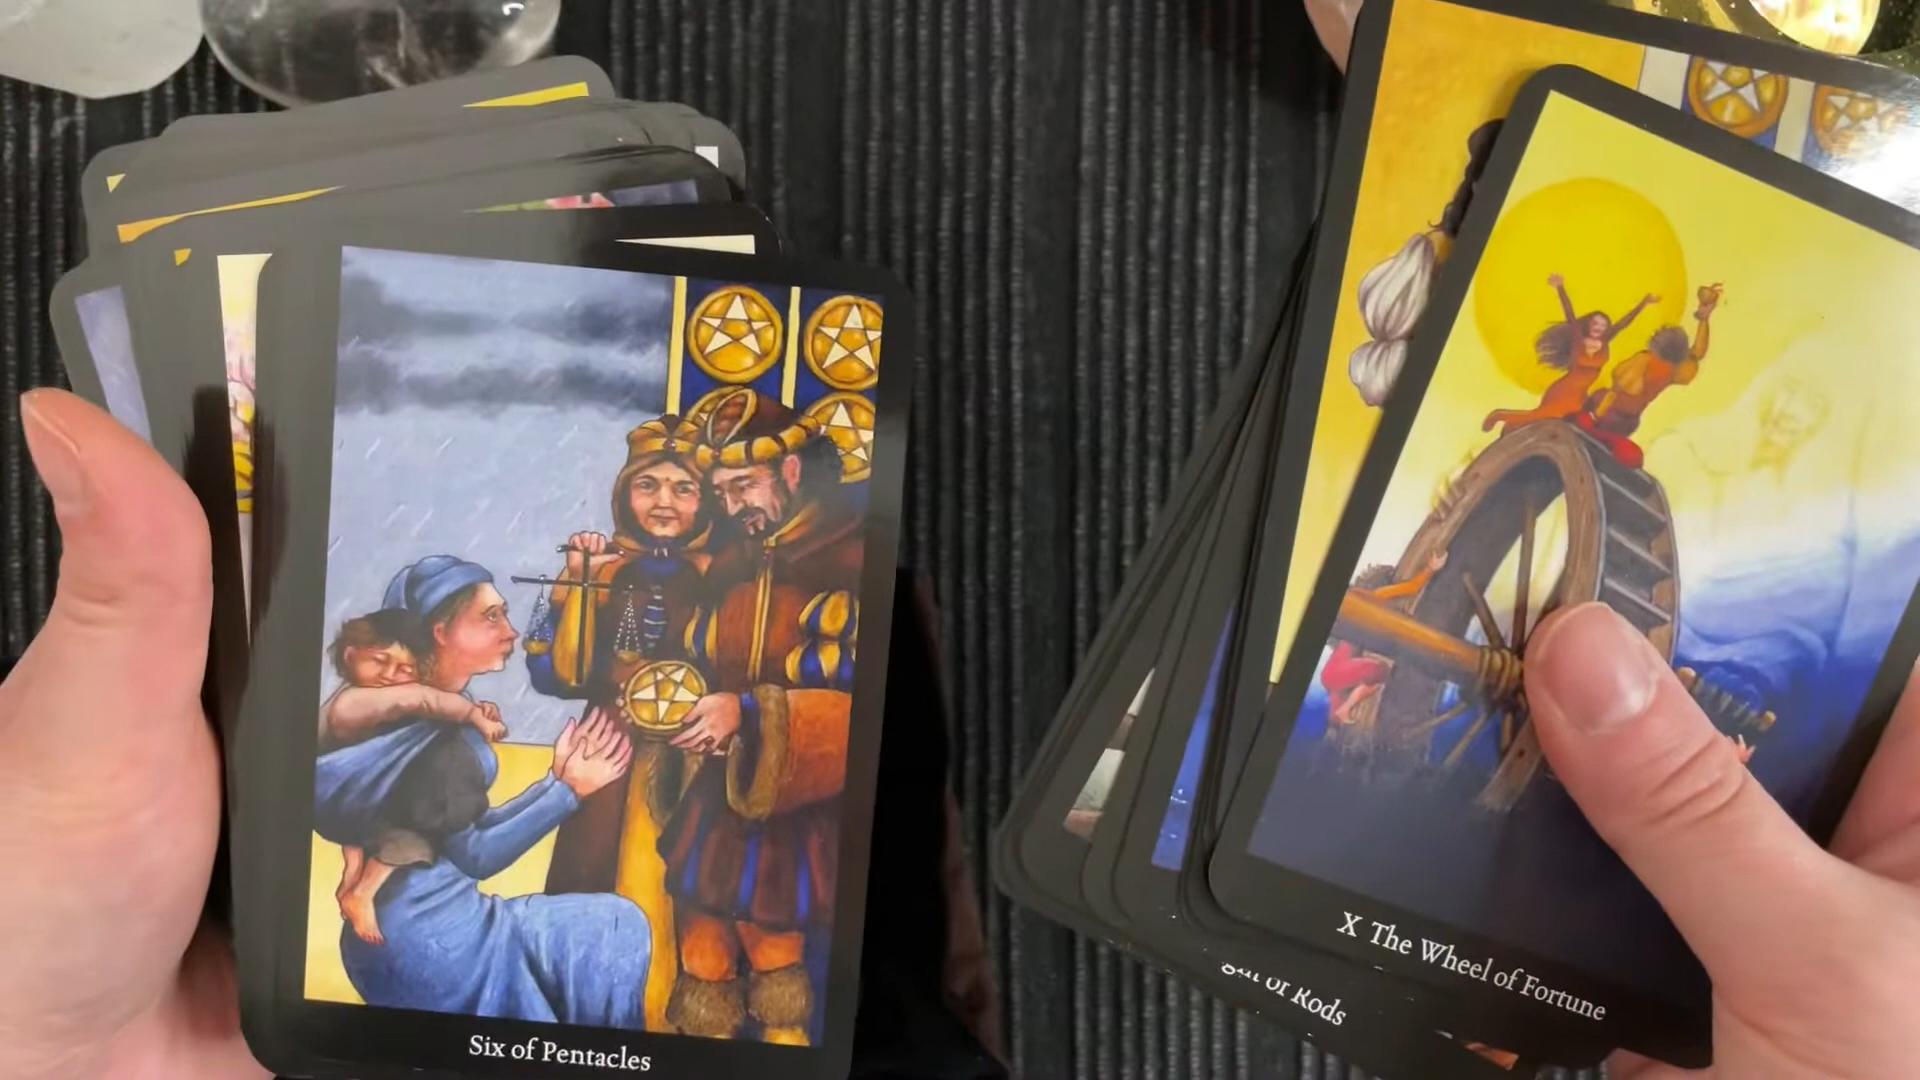 Six of Pentacles
X The Wheel of Fortune
of Rods